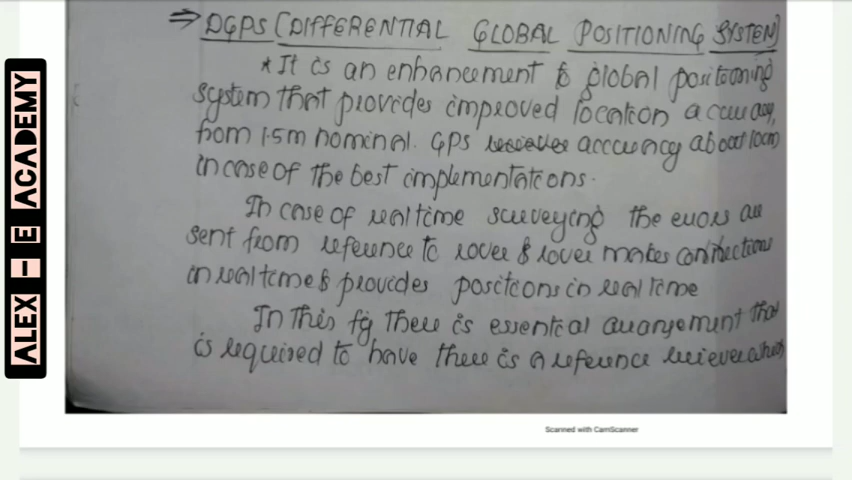 ⇒ DGPS (DIFFERENTIAL GLOBAL POSITIONING SYSTEM)
* It is an enhancement to global positioning
system that provides improved location accuracy,
from 1.5m nominal. GPS accuracy about 10cm
in case of the best implementations.
In case of real time surveying the errors are
sent from reference to rover & rover makes corrections
in real time & provides positions in real time
In this fig there is essential arrangement that
is required to have there is a reference reciever which
Scanned with CamScanner
ALEX - E ACADEMY